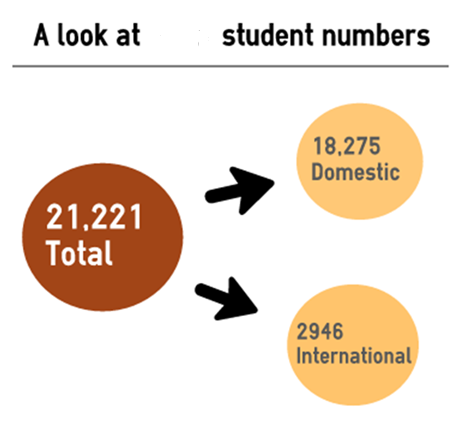 A look at student numbers
18,275
Domestic
21,221
Total
2946
International